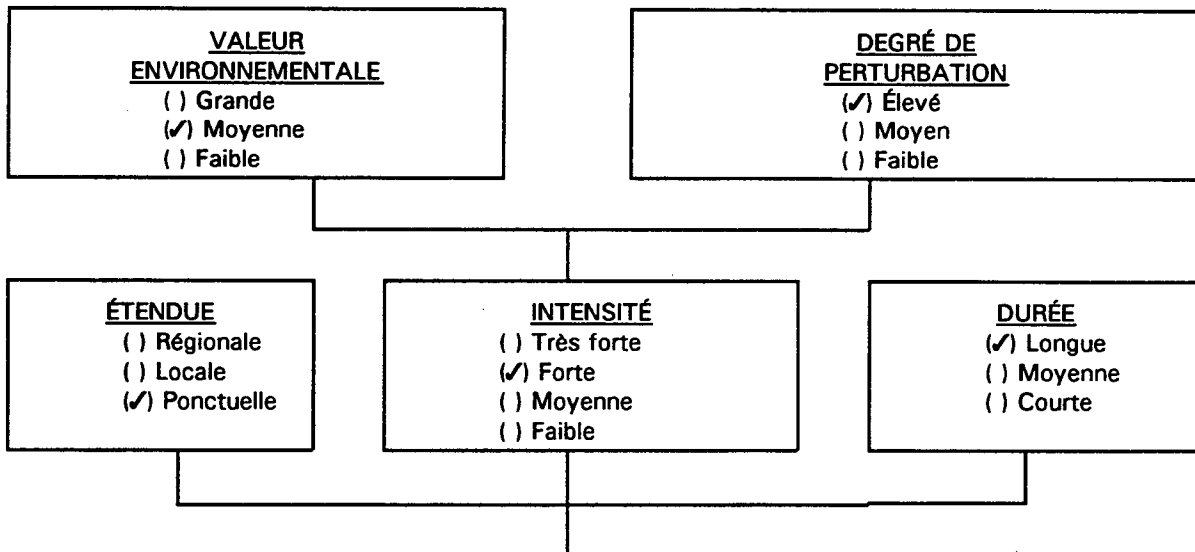 VALEUR
ENVIRONNEMENTALE
( ) Grande
(✓) Moyenne
( ) Faible
DEGRÉ DE
PERTURBATION
(✓) Élevé
( ) Moyen
( ) Faible
ÉTENDUE
( ) Régionale
( ) Locale
(✓) Ponctuelle
INTENSITÉ
( ) Très forte
(✓) Forte
( ) Moyenne
( ) Faible
DURÉE
(✓) Longue
( ) Moyenne
( ) Courte